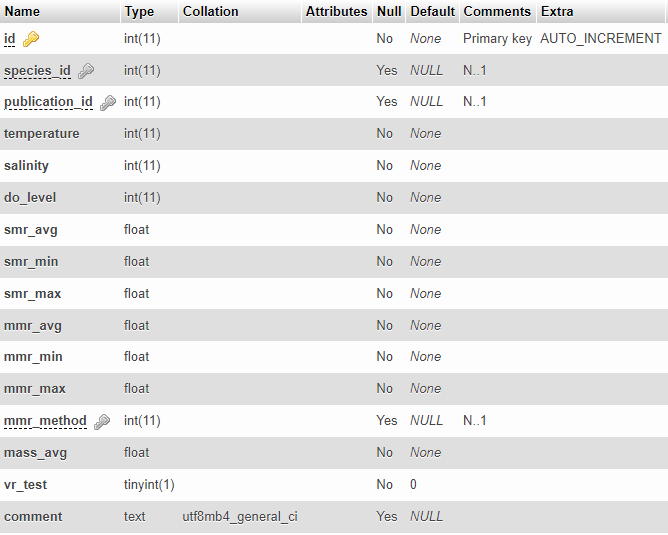 Name Type Collation Attributes Null Default Comments Extra
id int(11) No None Primary key AUTO_INCREMENT
species_id int(11) Yes NULL N..1
publication_id int(11) Yes NULL N..1
temperature int(11) No None
salinity int(11) No None
do_level int(11) No None
smr_avg float No None
smr_min float No None
smr_max float No None
mmr_avg float No None
mmr_min float No None
mmr_max float No None
mmr_method int(11) Yes NULL N..1
mass_avg float No None
vr_test tinyint(1) No 0
comment text utf8mb4_general_ci Yes NULL